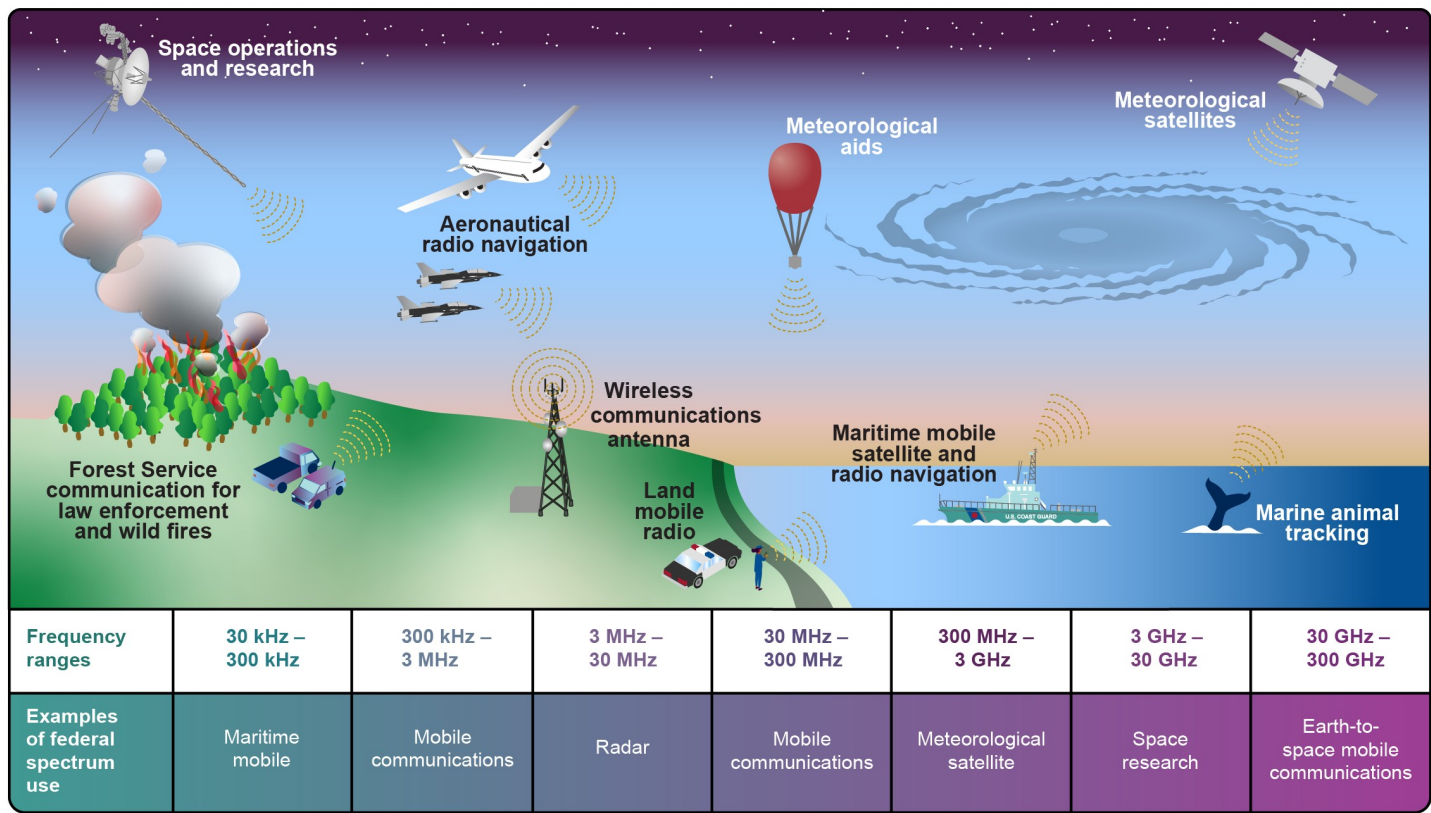 Space operations
and research
Meteorological
satellites
Meteorological
aids
Aeronautical
radio navigation
Wireless
communications
antenna
Maritime mobile
satellite and
radio navigation
Forest Service
communication for
law enforcement
and wild fires
Land
mobile
radio
U.S. COAST GUARD
Marine animal
tracking
Frequency
ranges
30 kHz –
300 kHz
300 kHz –
3 MHz
3 MHz –
30 MHz
30 MHz –
300 MHz
300 MHz –
3 GHz
3 GHz –
30 GHz
30 GHz –
300 GHz
Examples
of federal
spectrum
use
Maritime
mobile
Mobile
communications
Radar
Mobile
communications
Meteorological
satellite
Space
research
Earth-to-
space mobile
communications